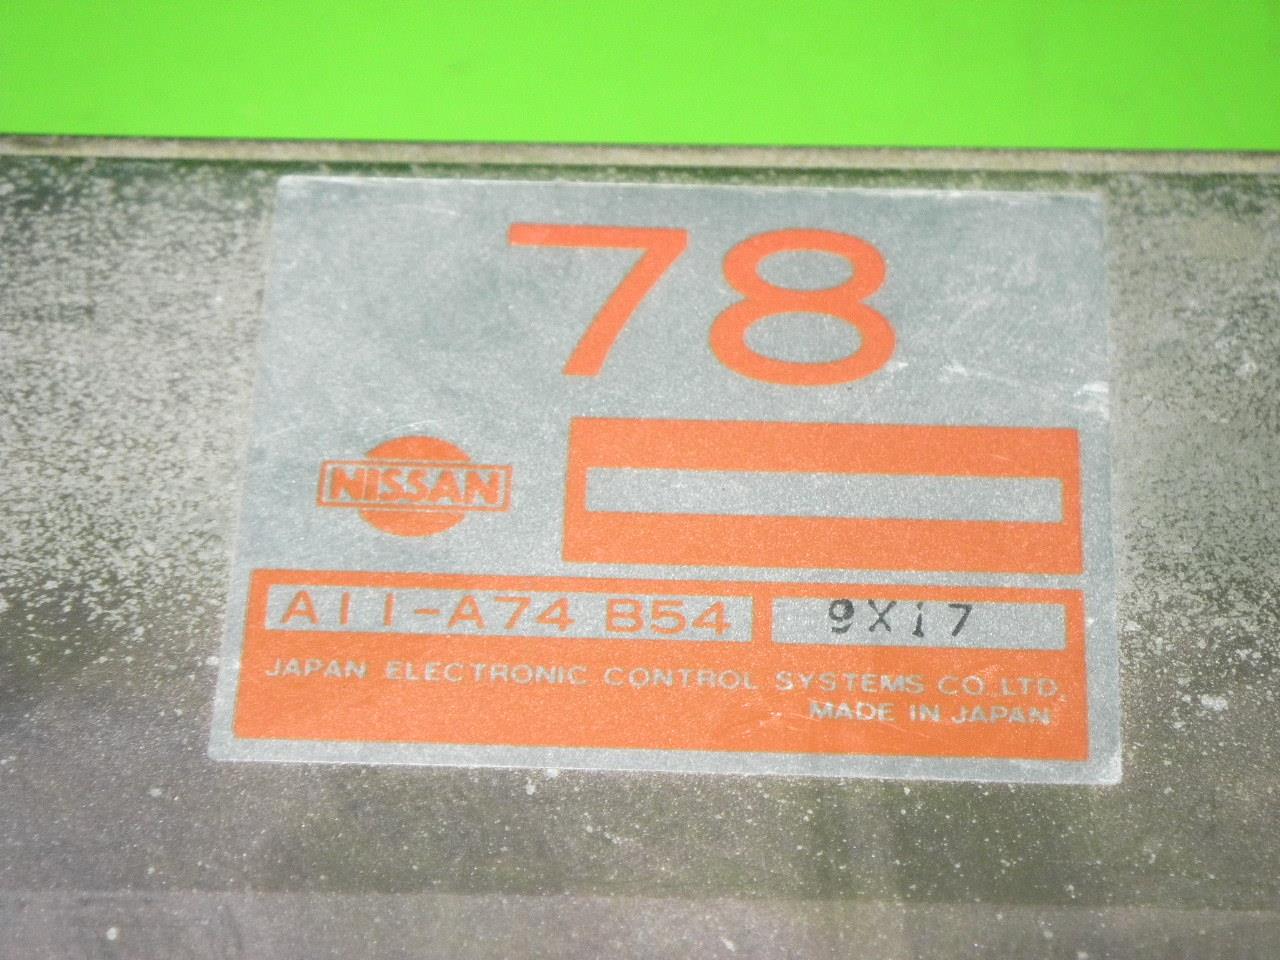 78
NISSAN
A11-A74 B54 9X17
JAPAN ELECTRONIC CONTROL SYSTEMS CO.,LTD.
MADE IN JAPAN